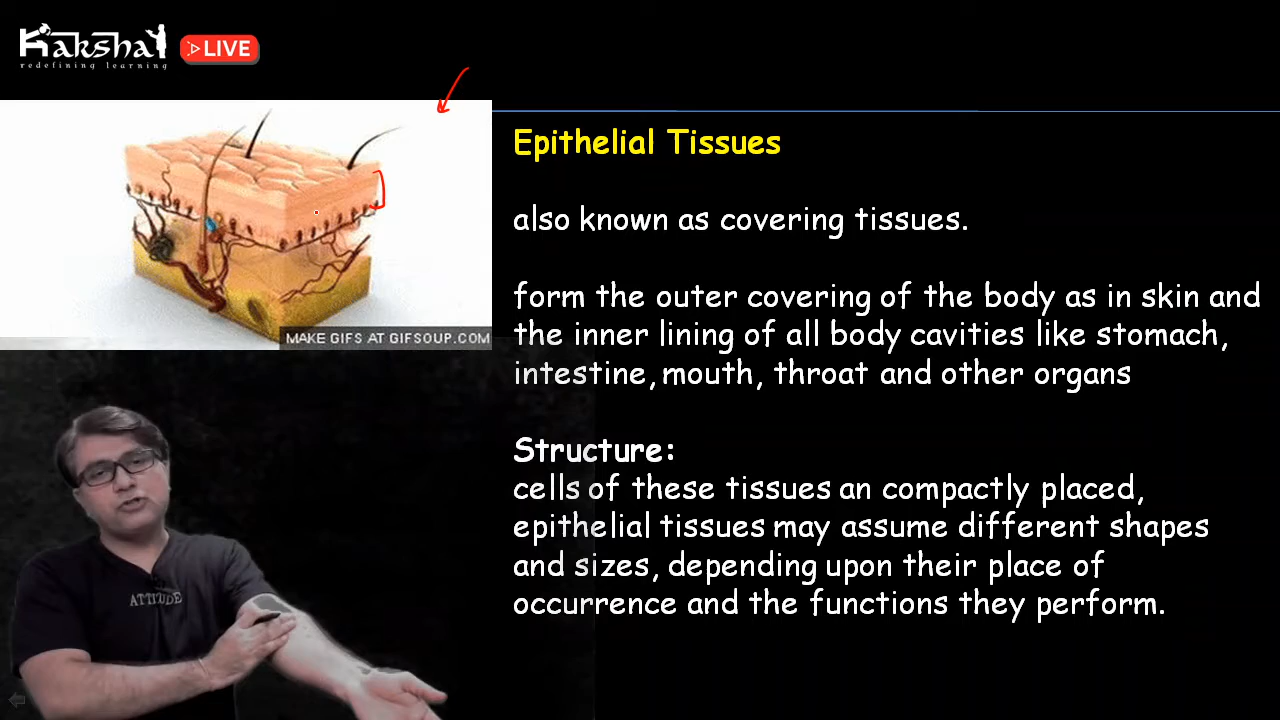 Kaksha
LIVE
redefining learning
MAKE GIFS AT GIFSOUP.COM
Epithelial Tissues
also known as covering tissues.
form the outer covering of the body as in skin and
the inner lining of all body cavities like stomach,
intestine, mouth, throat and other organs
Structure:
cells of these tissues an compactly placed,
epithelial tissues may assume different shapes
and sizes, depending upon their place of
occurrence and the functions they perform.
ATTITUDE